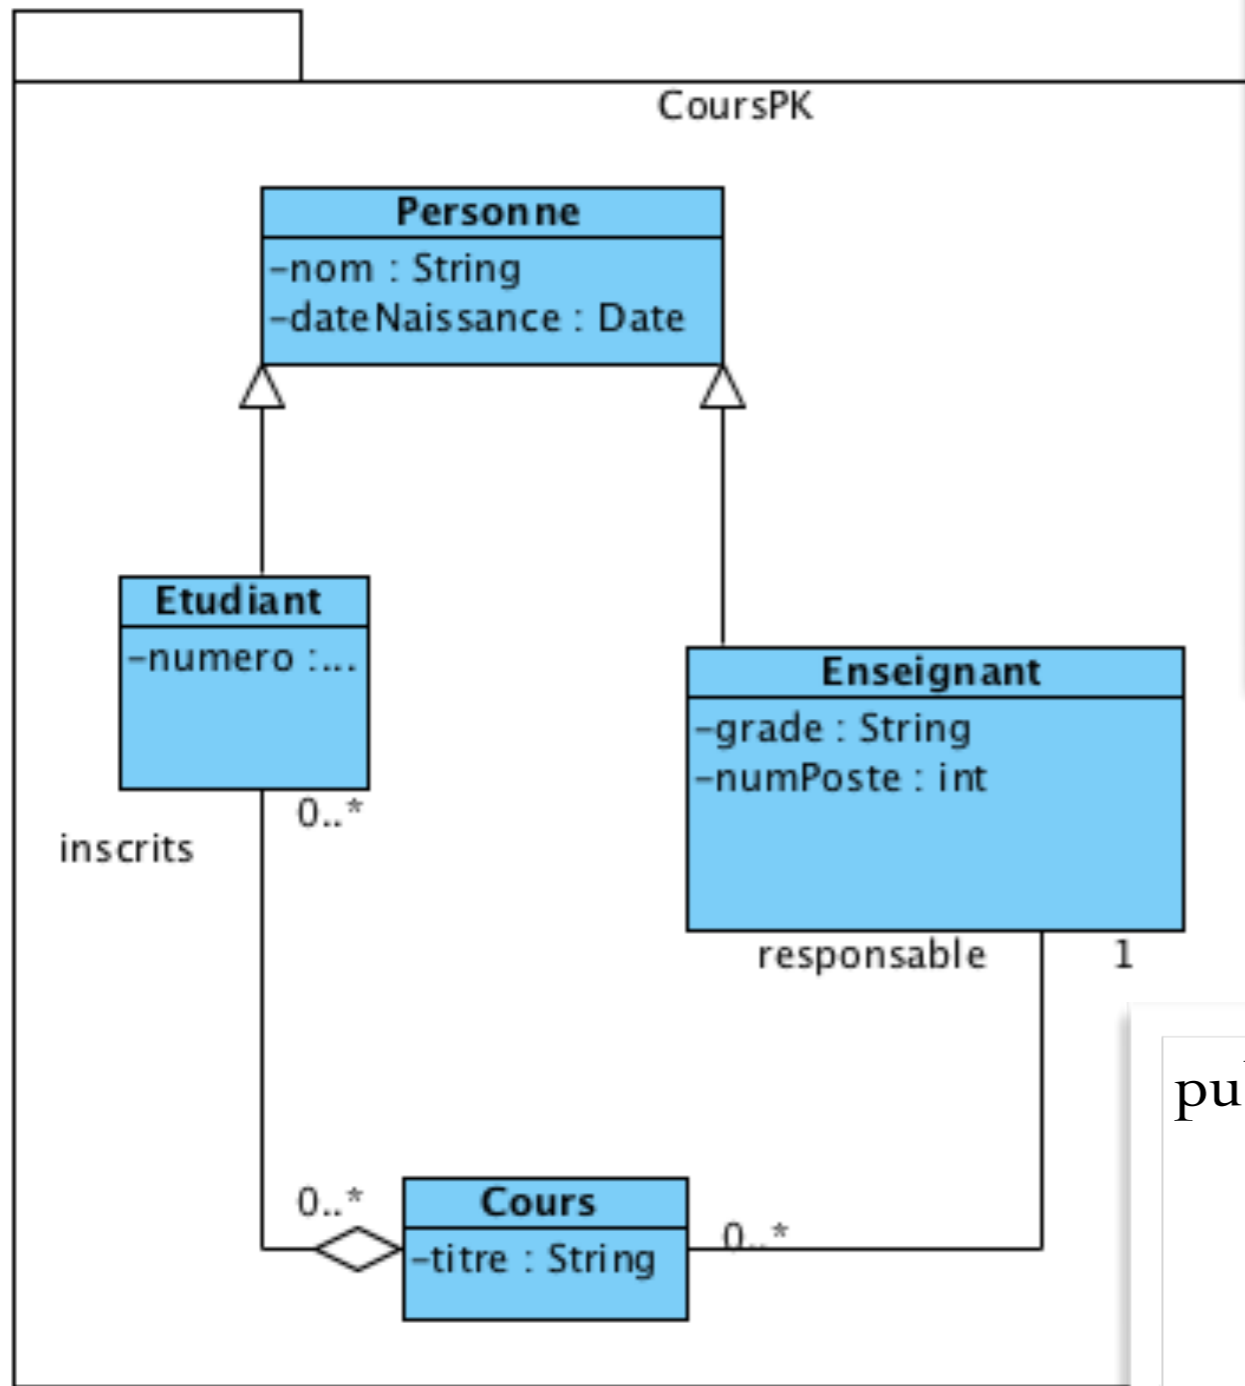 CoursPK
Personne
-nom : String
-dateNaissance : Date
Etudiant
-numero :...
Enseignant
-grade : String
-numPoste : int
0..*
inscrits
responsable
1
pu
0..*
Cours
0..*
-titre : String